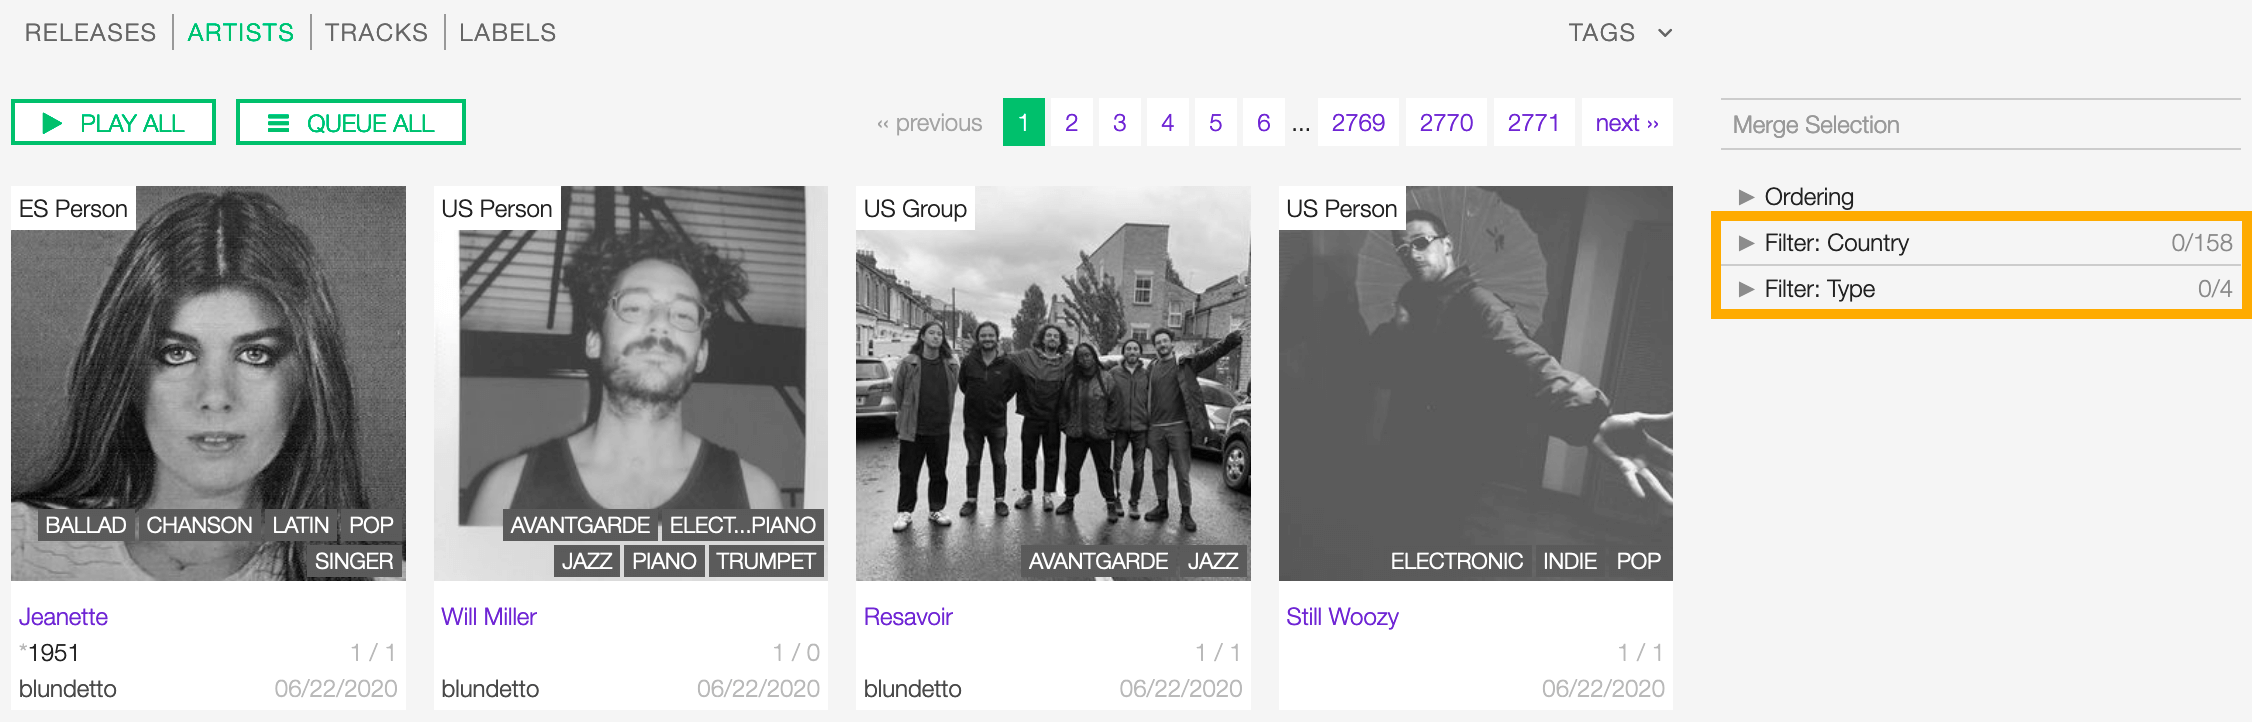 RELEASES ARTISTS TRACKS LABELS TAGS
PLAY ALL QUEUE ALL
‹‹ previous 1 2 3 4 5 6 ... 2769 2770 2771 next ››
Merge Selection
Ordering
Filter: Country 0/158
Filter: Type 0/4
ES Person
BALLAD CHANSON LATIN POP
SINGER
Jeanette
*1951 1 / 1
blundetto 06/22/2020
US Person
AVANTGARDE ELECT...PIANO
JAZZ PIANO TRUMPET
Will Miller
1 / 0
blundetto 06/22/2020
US Group
AVANTGARDE JAZZ
Resavoir
1 / 1
blundetto 06/22/2020
US Person
ELECTRONIC INDIE POP
Still Woozy
1 / 1
06/22/2020